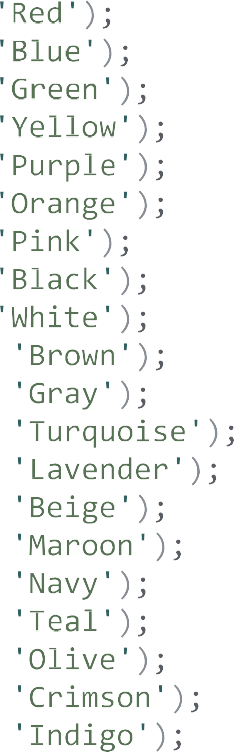 'Red');
'Blue');
'Green');
'Yellow');
'Purple');
'Orange');
'Pink');
'Black');
'White');
'Brown');
'Gray');
'Turquoise');
'Lavender');
'Beige');
'Maroon');
'Navy');
'Teal');
'Olive');
'Crimson');
'Indigo');